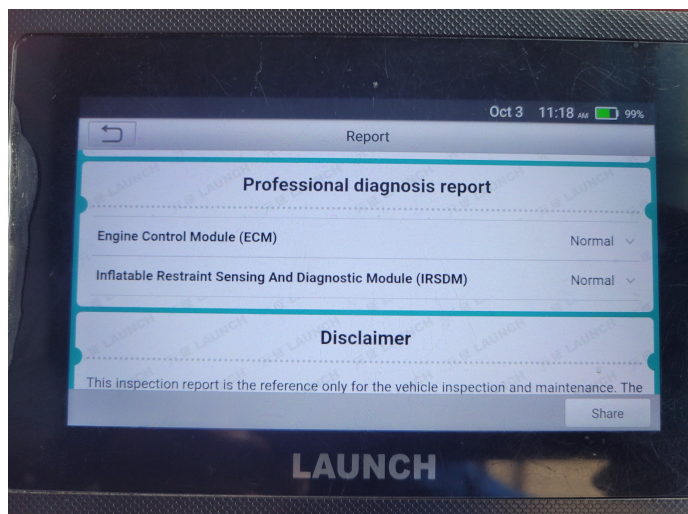 Oct 3 11:18 AM 99%
Report
Professional diagnosis report
Engine Control Module (ECM) Normal
Inflatable Restraint Sensing And Diagnostic Module (IRSDM) Normal
Disclaimer
This inspection report is the reference only for the vehicle inspection and maintenance. The
Share
LAUNCH